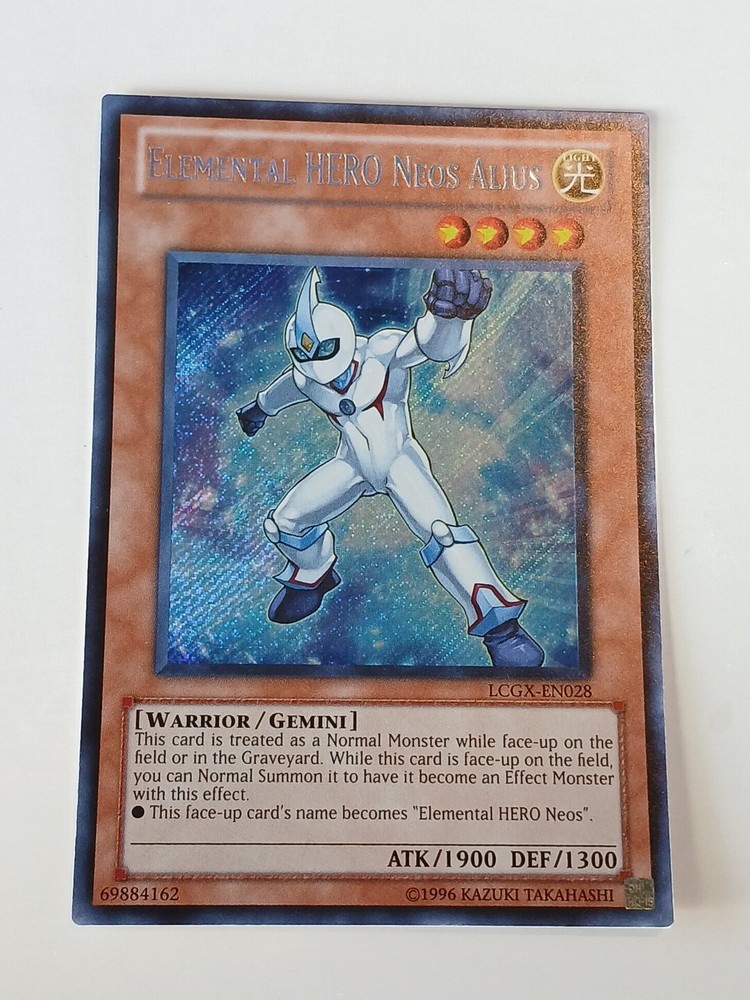 ELEMENTAL HERO NEOS ALIUS
LIGHT
光
LCGX-EN028
[WARRIOR / GEMINI]
This card is treated as a Normal Monster while face-up on the
field or in the Graveyard. While this card is face-up on the field,
you can Normal Summon it to have it become an Effect Monster
with this effect.
● This face-up card's name becomes "Elemental HERO Neos".
ATK/1900 DEF/1300
69884162
©1996 KAZUKI TAKAHASHI